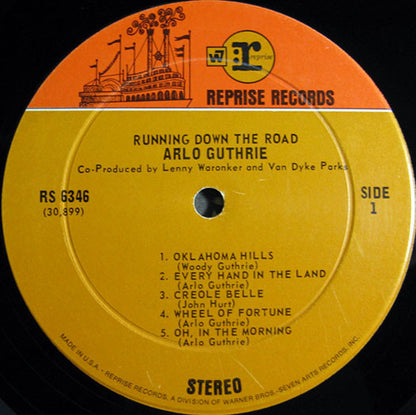 W7 r reprise
REPRISE RECORDS
RUNNING DOWN THE ROAD
ARLO GUTHRIE
Co-Produced by Lenny Waronker and Van Dyke Parks
RS 6346
(30,899)
SIDE
1
1. OKLAHOMA HILLS
(Woody Guthrie)
2. EVERY HAND IN THE LAND
(Arlo Guthrie)
3. CREOLE BELLE
(John Hurt)
4. WHEEL OF FORTUNE
(Arlo Guthrie)
5. OH, IN THE MORNING
(Arlo Guthrie)
STEREO
MADE IN U.S.A. - REPRISE RECORDS, A DIVISION OF WARNER BROS.-SEVEN ARTS RECORDS, INC.